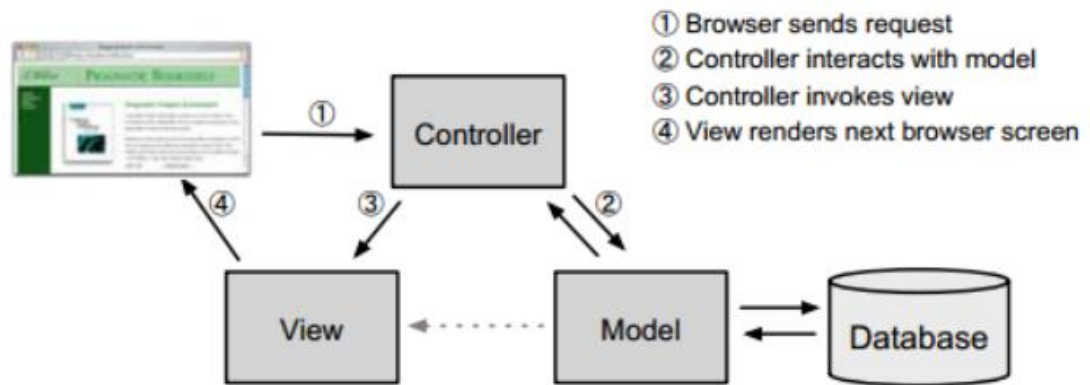 ① Browser sends request
② Controller interacts with model
③ Controller invokes view
④ View renders next browser screen
①
Controller
④
③
②
View
Model
Database